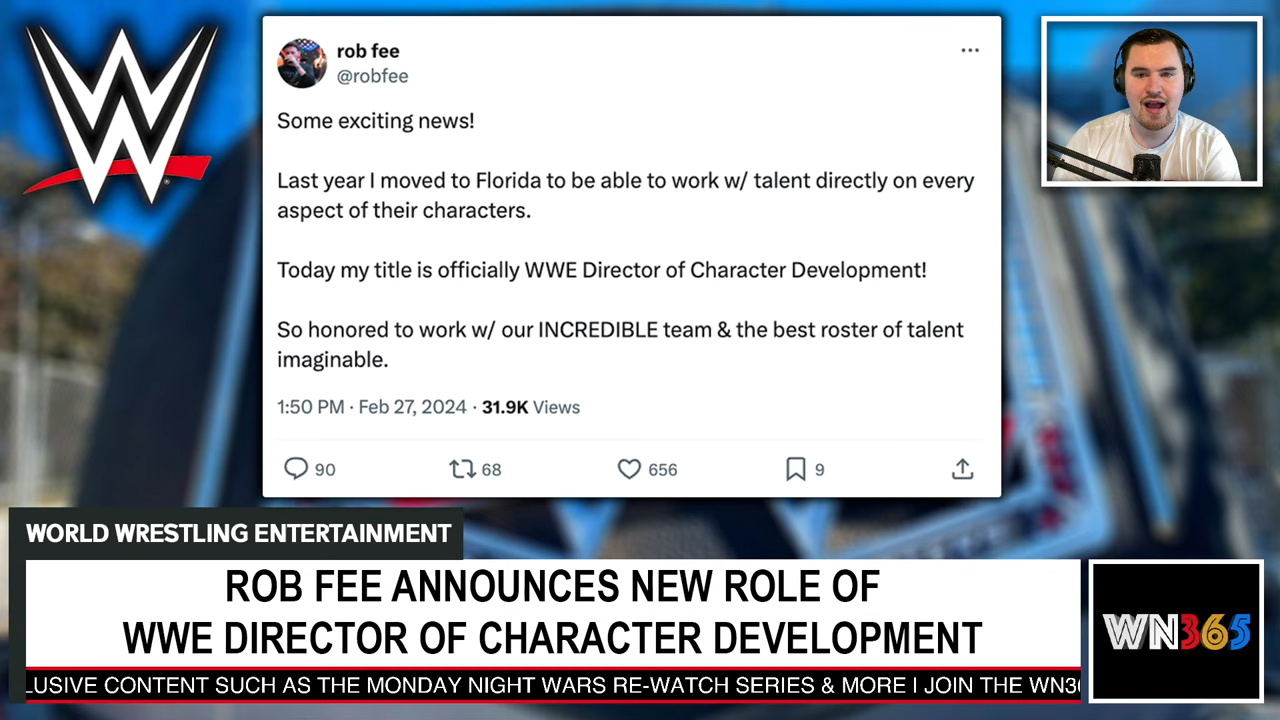 W
rob fee
@robfee
Some exciting news!
Last year I moved to Florida to be able to work w/ talent directly on every
aspect of their characters.
Today my title is officially WWE Director of Character Development!
So honored to work w/ our INCREDIBLE team & the best roster of talent
imaginable.
1:50 PM · Feb 27, 2024 · 31.9K Views
90 68 656 9
WORLD WRESTLING ENTERTAINMENT
ROB FEE ANNOUNCES NEW ROLE OF
WWE DIRECTOR OF CHARACTER DEVELOPMENT
WN365
LUSIVE CONTENT SUCH AS THE MONDAY NIGHT WARS RE-WATCH SERIES & MORE I JOIN THE WN36